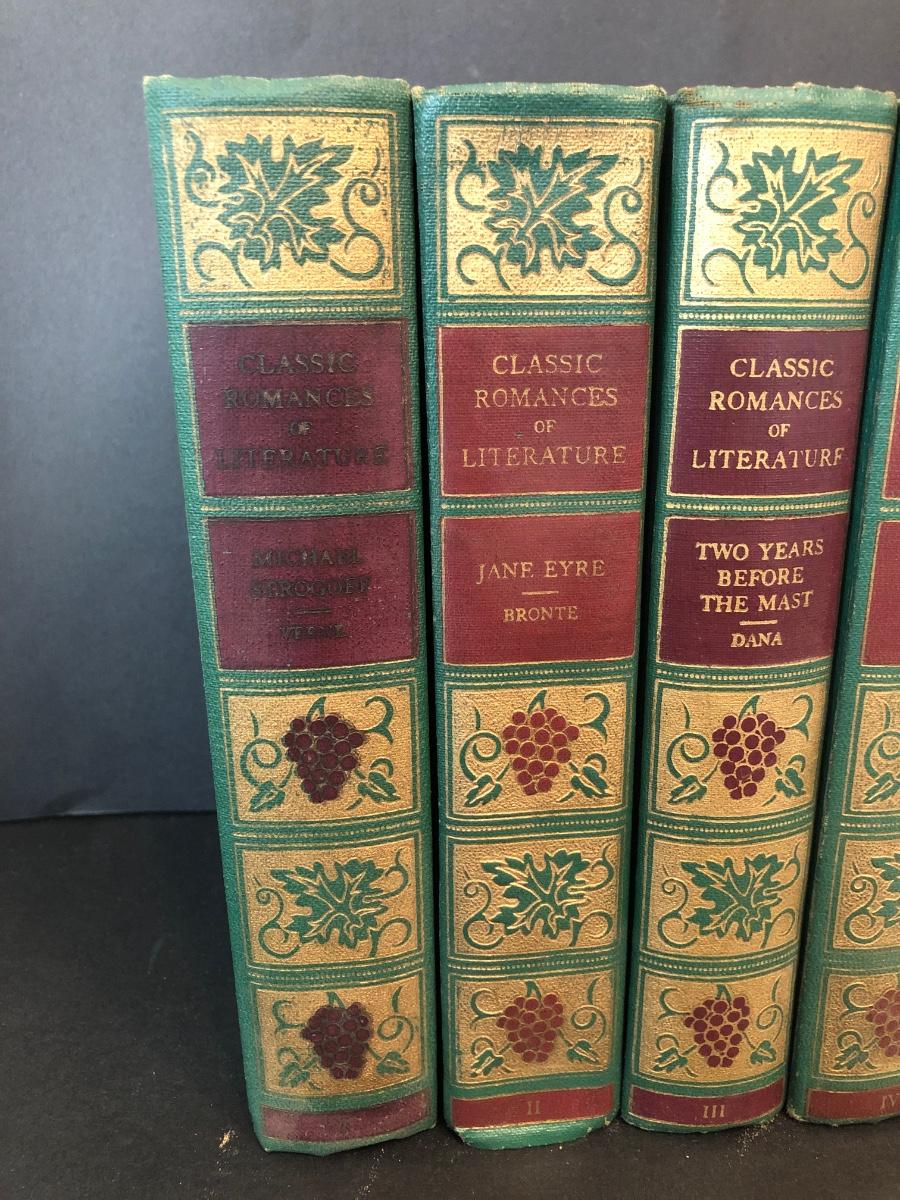 CLASSIC
ROMANCES
OF
LITERATURE
MICHAEL
STROGOFF
VERNE
CLASSIC
ROMANCES
OF
LITERATURE
JANE EYRE
BRONTE
II
CLASSIC
ROMANCES
OF
LITERATURE
TWO YEARS
BEFORE
THE MAST
DANA
III
IV